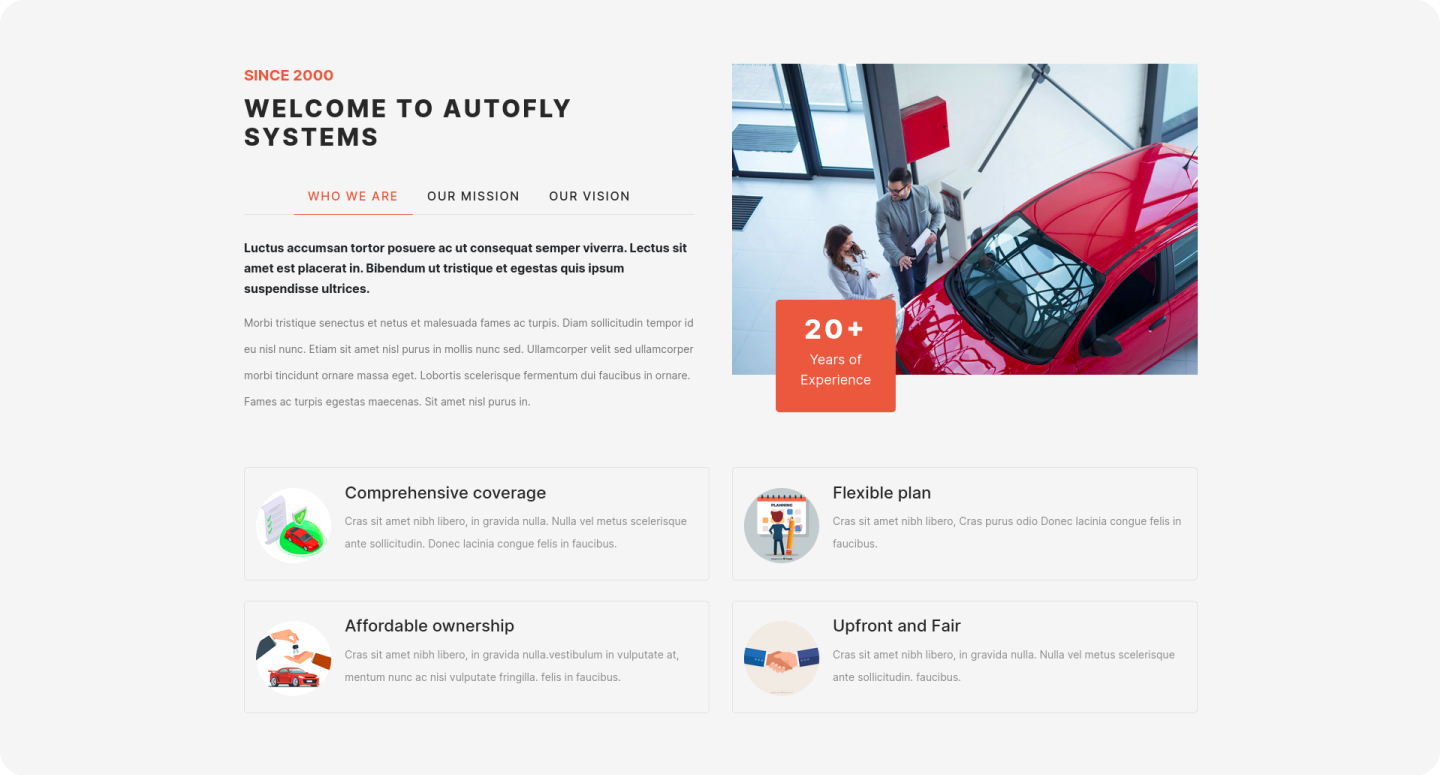 SINCE 2000
WELCOME TO AUTOFLY
SYSTEMS
WHO WE ARE
OUR MISSION
OUR VISION
Luctus accumsan tortor posuere ac ut consequat semper viverra. Lectus sit
amet est placerat in. Bibendum ut tristique et egestas quis ipsum
suspendisse ultrices.
Morbi tristique senectus et netus et malesuada fames ac turpis. Diam sollicitudin tempor id
eu nisl nunc. Etiam sit amet nisl purus in mollis nunc sed. Ullamcorper velit sed ullamcorper
morbi tincidunt ornare massa eget. Lobortis scelerisque fermentum dui faucibus in ornare.
Fames ac turpis egestas maecenas. Sit amet nisl purus in.
20+
Years of
Experience
Comprehensive coverage
Cras sit amet nibh libero, in gravida nulla. Nulla vel metus scelerisque
ante sollicitudin. Donec lacinia congue felis in faucibus.
PLANNING
Flexible plan
Cras sit amet nibh libero, Cras purus odio Donec lacinia congue felis in
faucibus.
Affordable ownership
Cras sit amet nibh libero, in gravida nulla.vestibulum in vulputate at,
mentum nunc ac nisi vulputate fringilla. felis in faucibus.
Upfront and Fair
Cras sit amet nibh libero, in gravida nulla. Nulla vel metus scelerisque
ante sollicitudin. faucibus.